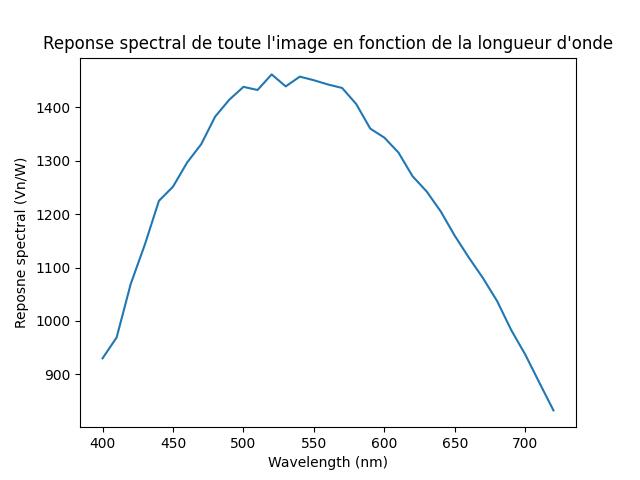 Reponse spectral de toute l'image en fonction de la longueur d'onde
Reposne spectral (Vn/W)
1400
1300
1200
1100
1000
900
400 450 500 550 600 650 700
Wavelength (nm)